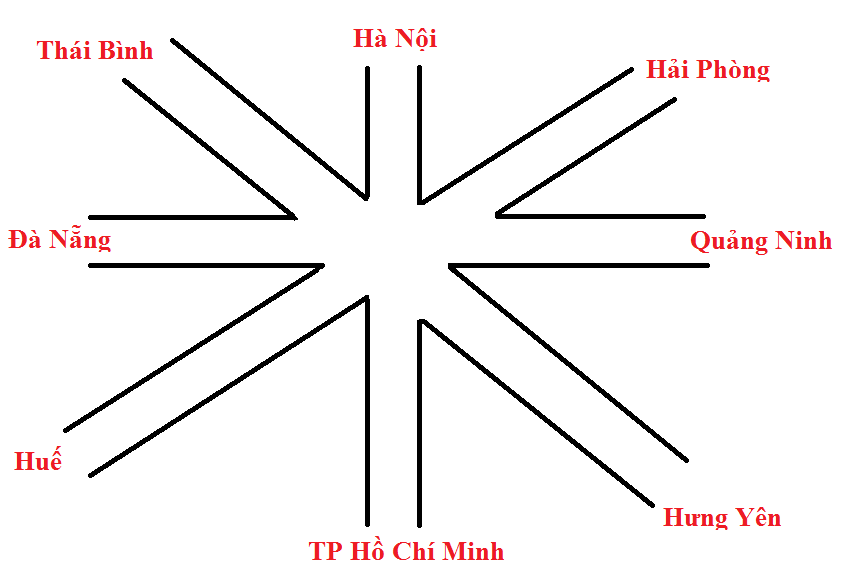 Thái Bình
Hà Nội
Hải Phòng
Đà Nẵng
Quảng Ninh
Huế
Hưng Yên
TP Hồ Chí Minh